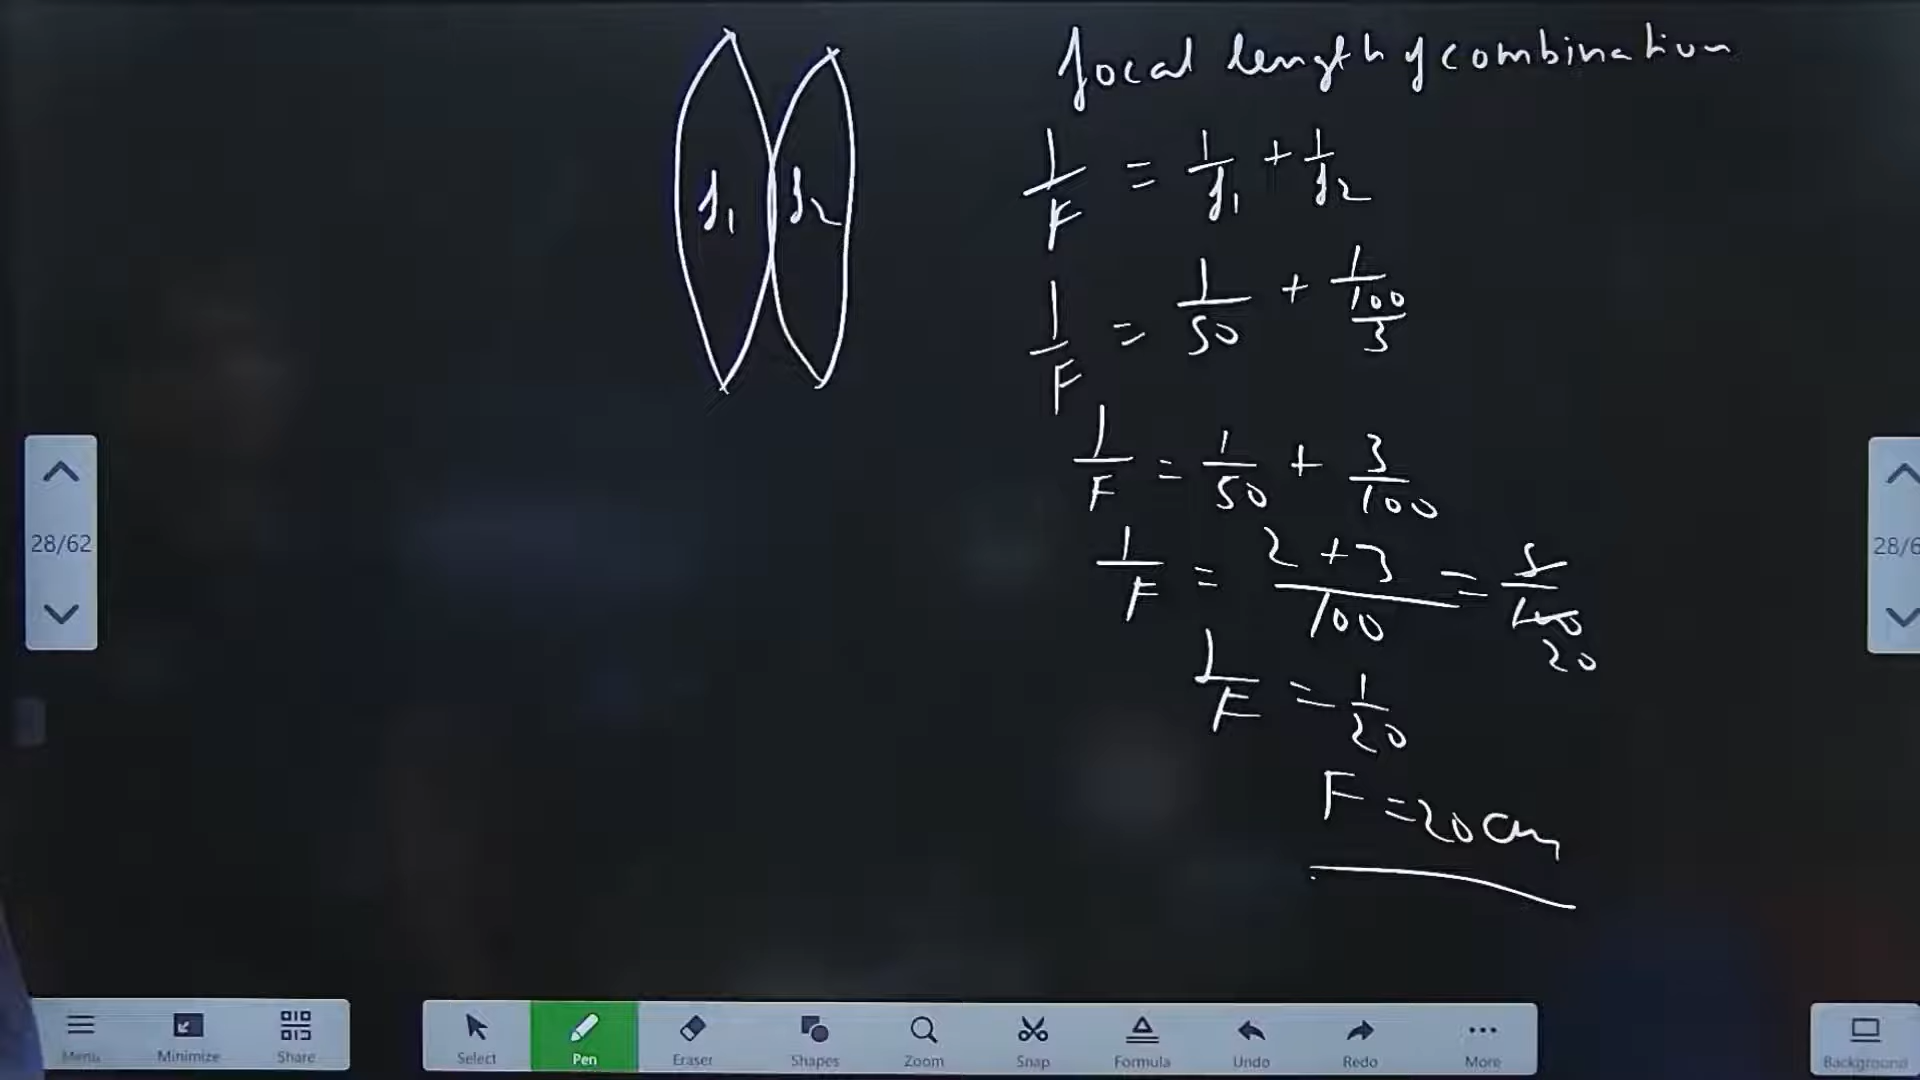 focal length of combination
f1 f2
1/F = 1/f1 + 1/f2
1/F = 1/50 + 1/(100/3)
1/F = 1/50 + 3/100
1/F = (2+3)/100 = 5/100 20
1/F = 1/20
F = 20 cm
28/62
28/6
Menu Minimize Share Select Pen Eraser Shapes Zoom Snap Formula Undo Redo More Background